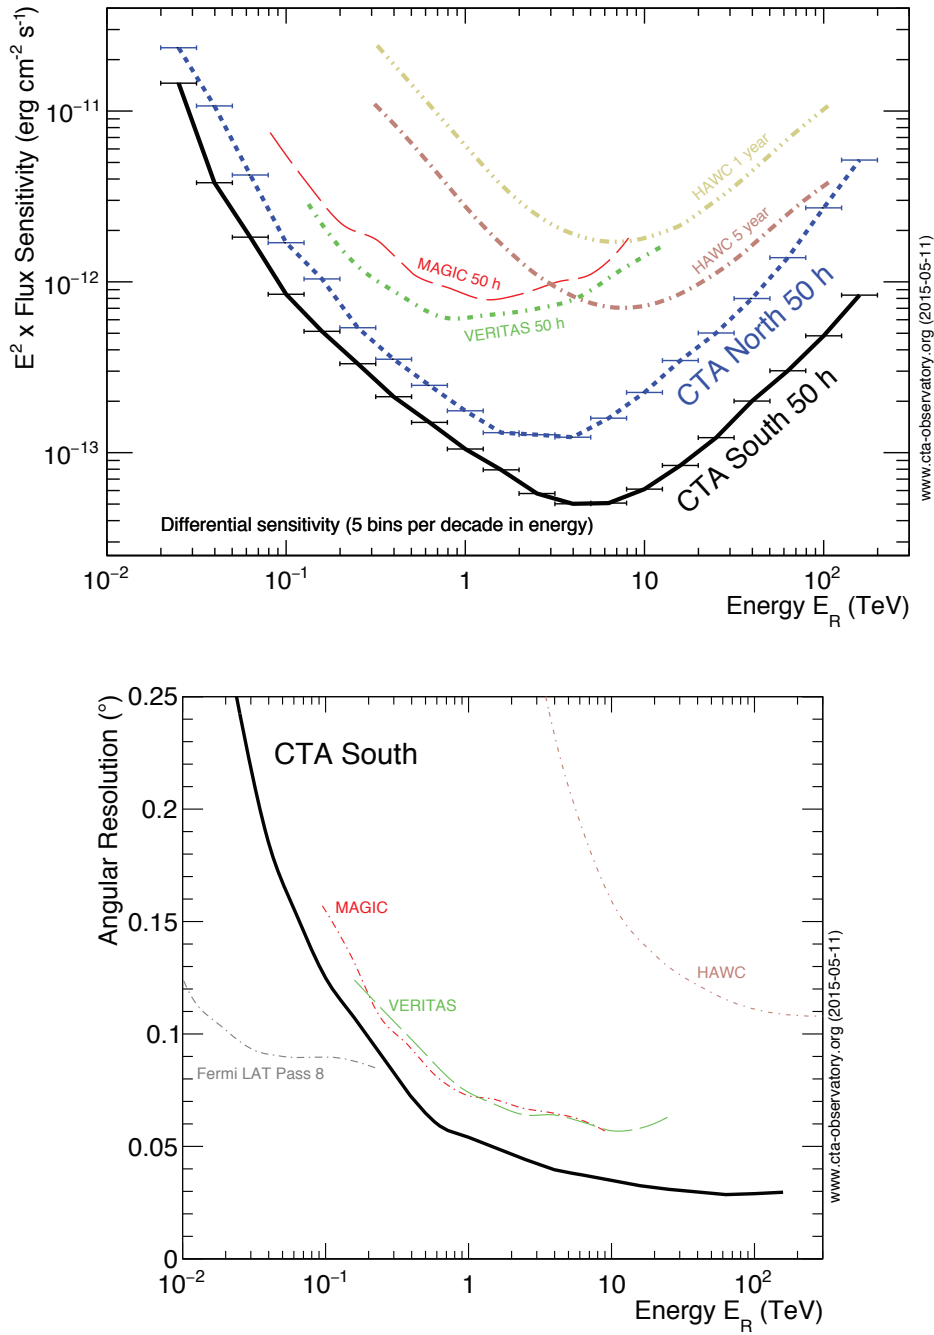 E² x Flux Sensitivity (erg cm⁻² s⁻¹)
10⁻¹¹
10⁻¹²
10⁻¹³
HAWC 1 year
HAWC 5 year
MAGIC 50 h
VERITAS 50 h
CTA North 50 h
CTA South 50 h
Differential sensitivity (5 bins per decade in energy)
www.cta-observatory.org (2015-05-11)
10⁻² 10⁻¹ 1 10 10²
Energy E_R (TeV)
Angular Resolution (°)
0.25
0.2
0.15
0.1
0.05
0
CTA South
MAGIC
VERITAS
HAWC
Fermi LAT Pass 8
www.cta-observatory.org (2015-05-11)
10⁻² 10⁻¹ 1 10 10²
Energy E_R (TeV)